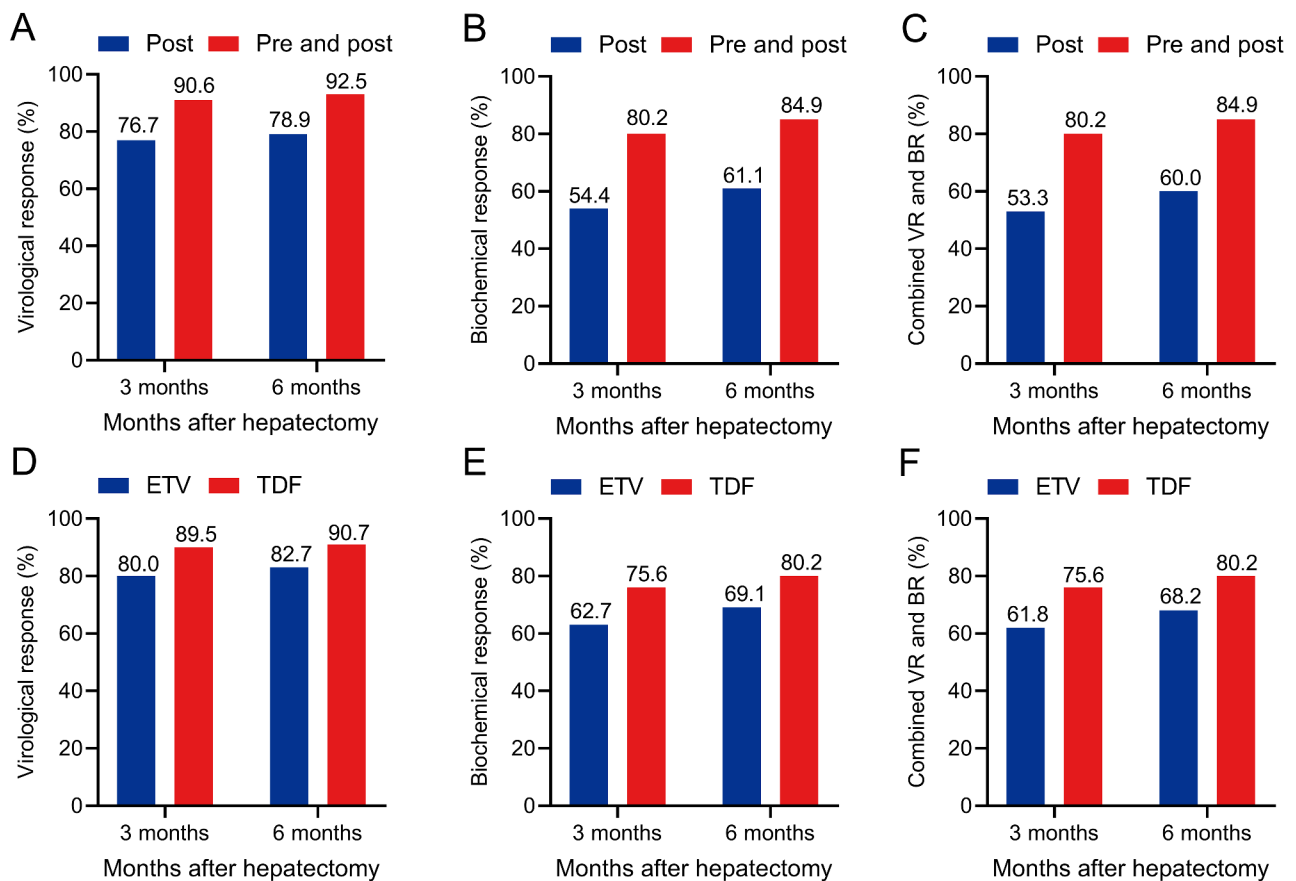 A
Post Pre and post
Virological response (%)
100
80
60
40
20
0
76.7
90.6
78.9
92.5
3 months 6 months
Months after hepatectomy
B
Post Pre and post
Biochemical response (%)
100
80
60
40
20
0
54.4
80.2
61.1
84.9
3 months 6 months
Months after hepatectomy
C
Post Pre and post
Combined VR and BR (%)
100
80
60
40
20
0
53.3
80.2
60.0
84.9
3 months 6 months
Months after hepatectomy
D
ETV TDF
Virological response (%)
100
80
60
40
20
0
80.0
89.5
82.7
90.7
3 months 6 months
Months after hepatectomy
E
ETV TDF
Biochemical response (%)
100
80
60
40
20
0
62.7
75.6
69.1
80.2
3 months 6 months
Months after hepatectomy
F
ETV TDF
Combined VR and BR (%)
100
80
60
40
20
0
61.8
75.6
68.2
80.2
3 months 6 months
Months after hepatectomy